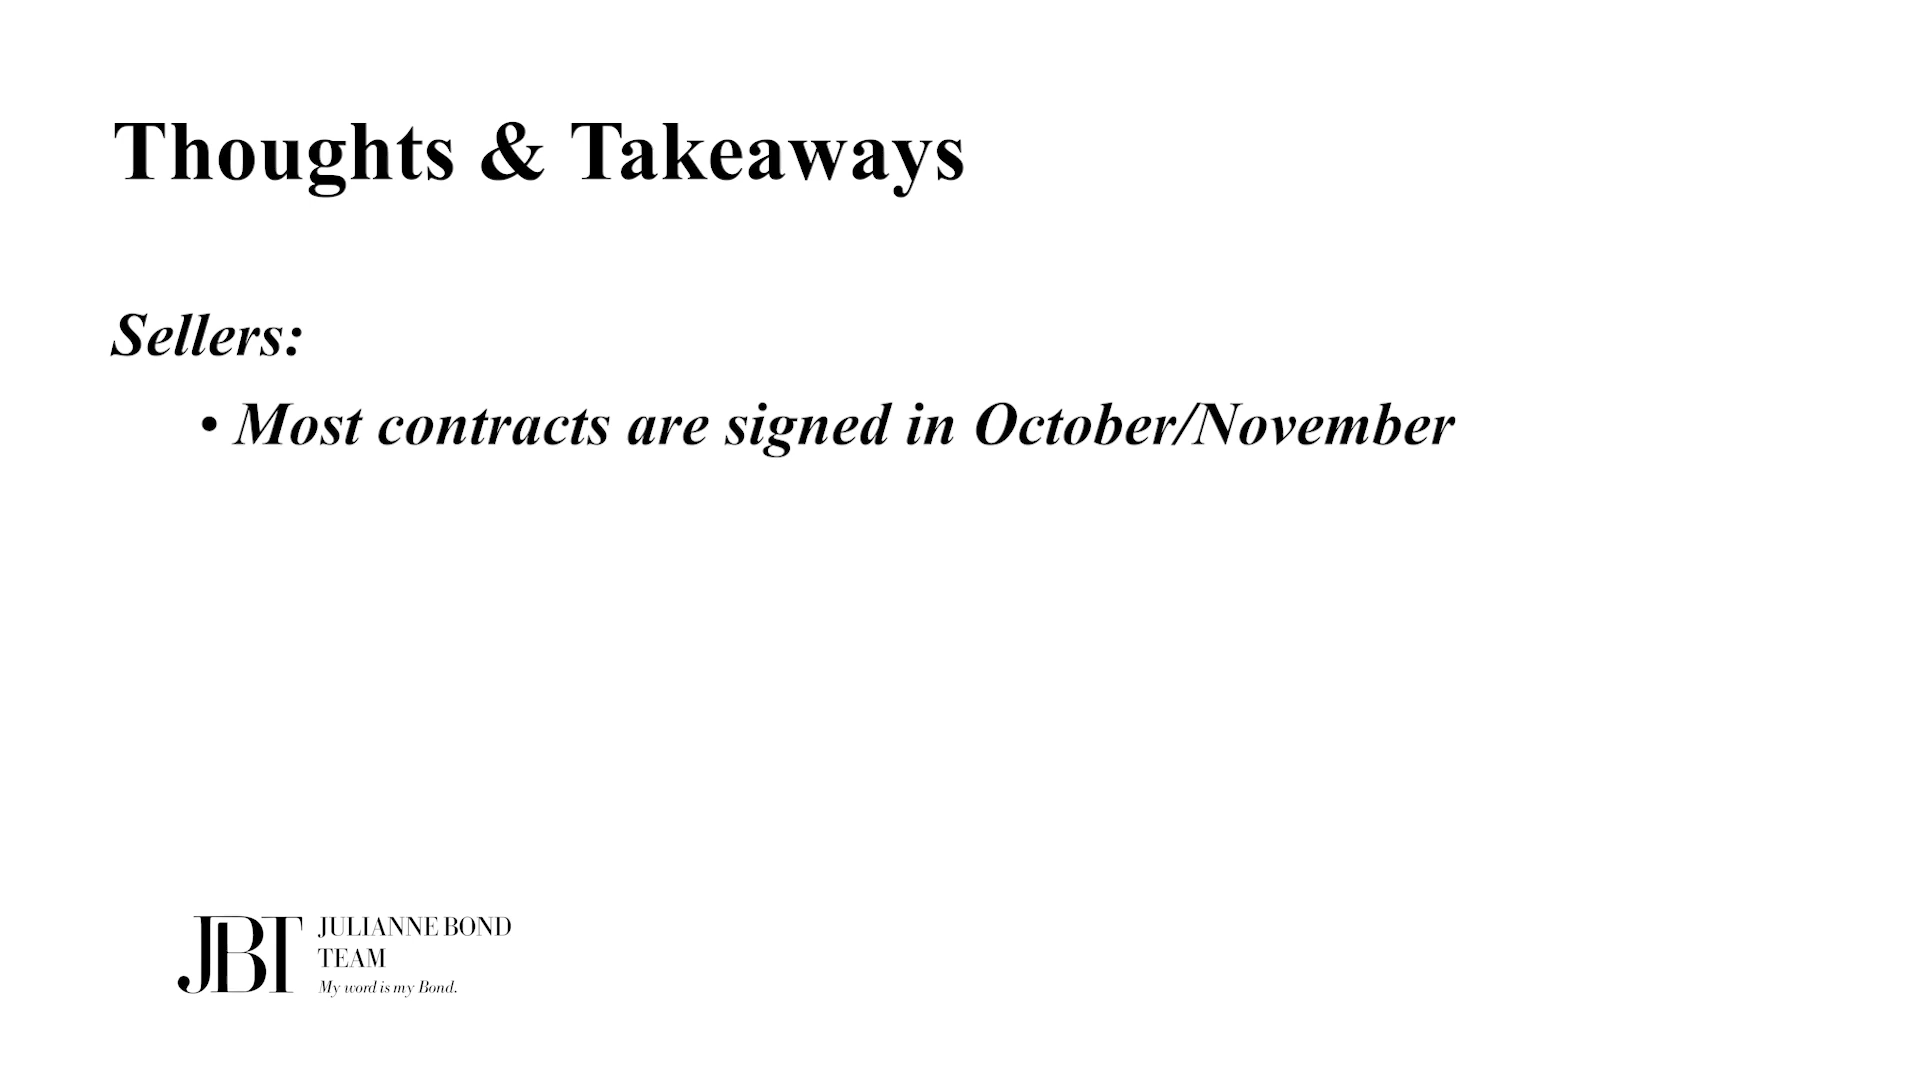 Thoughts & Takeaways
Sellers:
• Most contracts are signed in October/November
JBT
JULIANNE BOND
TEAM
My word is my Bond.